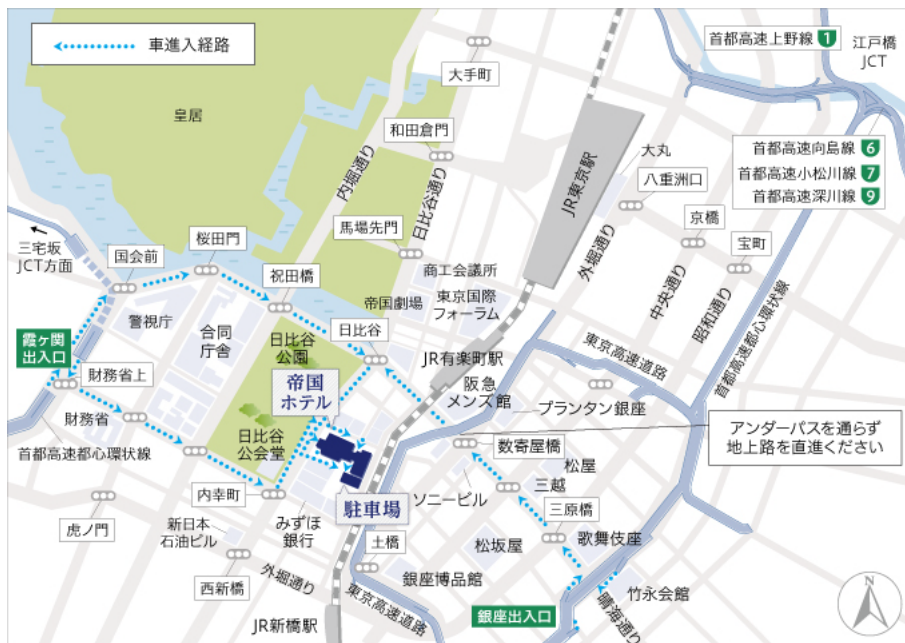 車進入経路
首都高速上野線 1
江戸橋
JCT
大手町
皇居
和田倉門
内堀通り
日比谷通り
JR東京駅
大丸
八重洲口
首都高速向島線 6
首都高速小松川線 7
首都高速深川線 9
三宅坂
JCT方面
国会前
桜田門
祝田橋
馬場先門
商工会議所
帝国劇場
東京国際
フォーラム
外堀通り
京橋
宝町
中央通り
昭和通り
首都高速都心環状線
警視庁
合同
庁舎
日比谷
公園
日比谷
JR有楽町駅
東京高速道路
霞ヶ関
出入口
財務省上
財務省
帝国
ホテル
阪急
メンズ館
プランタン銀座
アンダーパスを通らず
地上路を直進ください
首都高速都心環状線
日比谷
公会堂
数寄屋橋
松屋
三越
ソニービル
内幸町
駐車場
みずほ
銀行
三原橋
虎ノ門
新日本
石油ビル
土橋
松坂屋
歌舞伎座
西新橋
外堀通り
銀座博品館
東京高速道路
竹永会館
銀座出入口
晴海通り
JR新橋駅
N